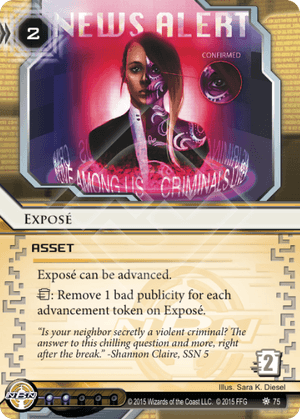 NEWS ALERT
2
CONFIRMED
AMONG US
CRIMINALS
EXPOSÉ
ASSET
Exposé can be advanced.
: Remove 1 bad publicity for each
advancement token on Exposé.
"Is your neighbor secretly a violent criminal? The
answer to this chilling question and more, right
after the break." -Shannon Claire, SSN 5
2
Illus. Sara K. Diesel
NBN
© 2015 Wizards of the Coast LLC. © 2015 FFG
75